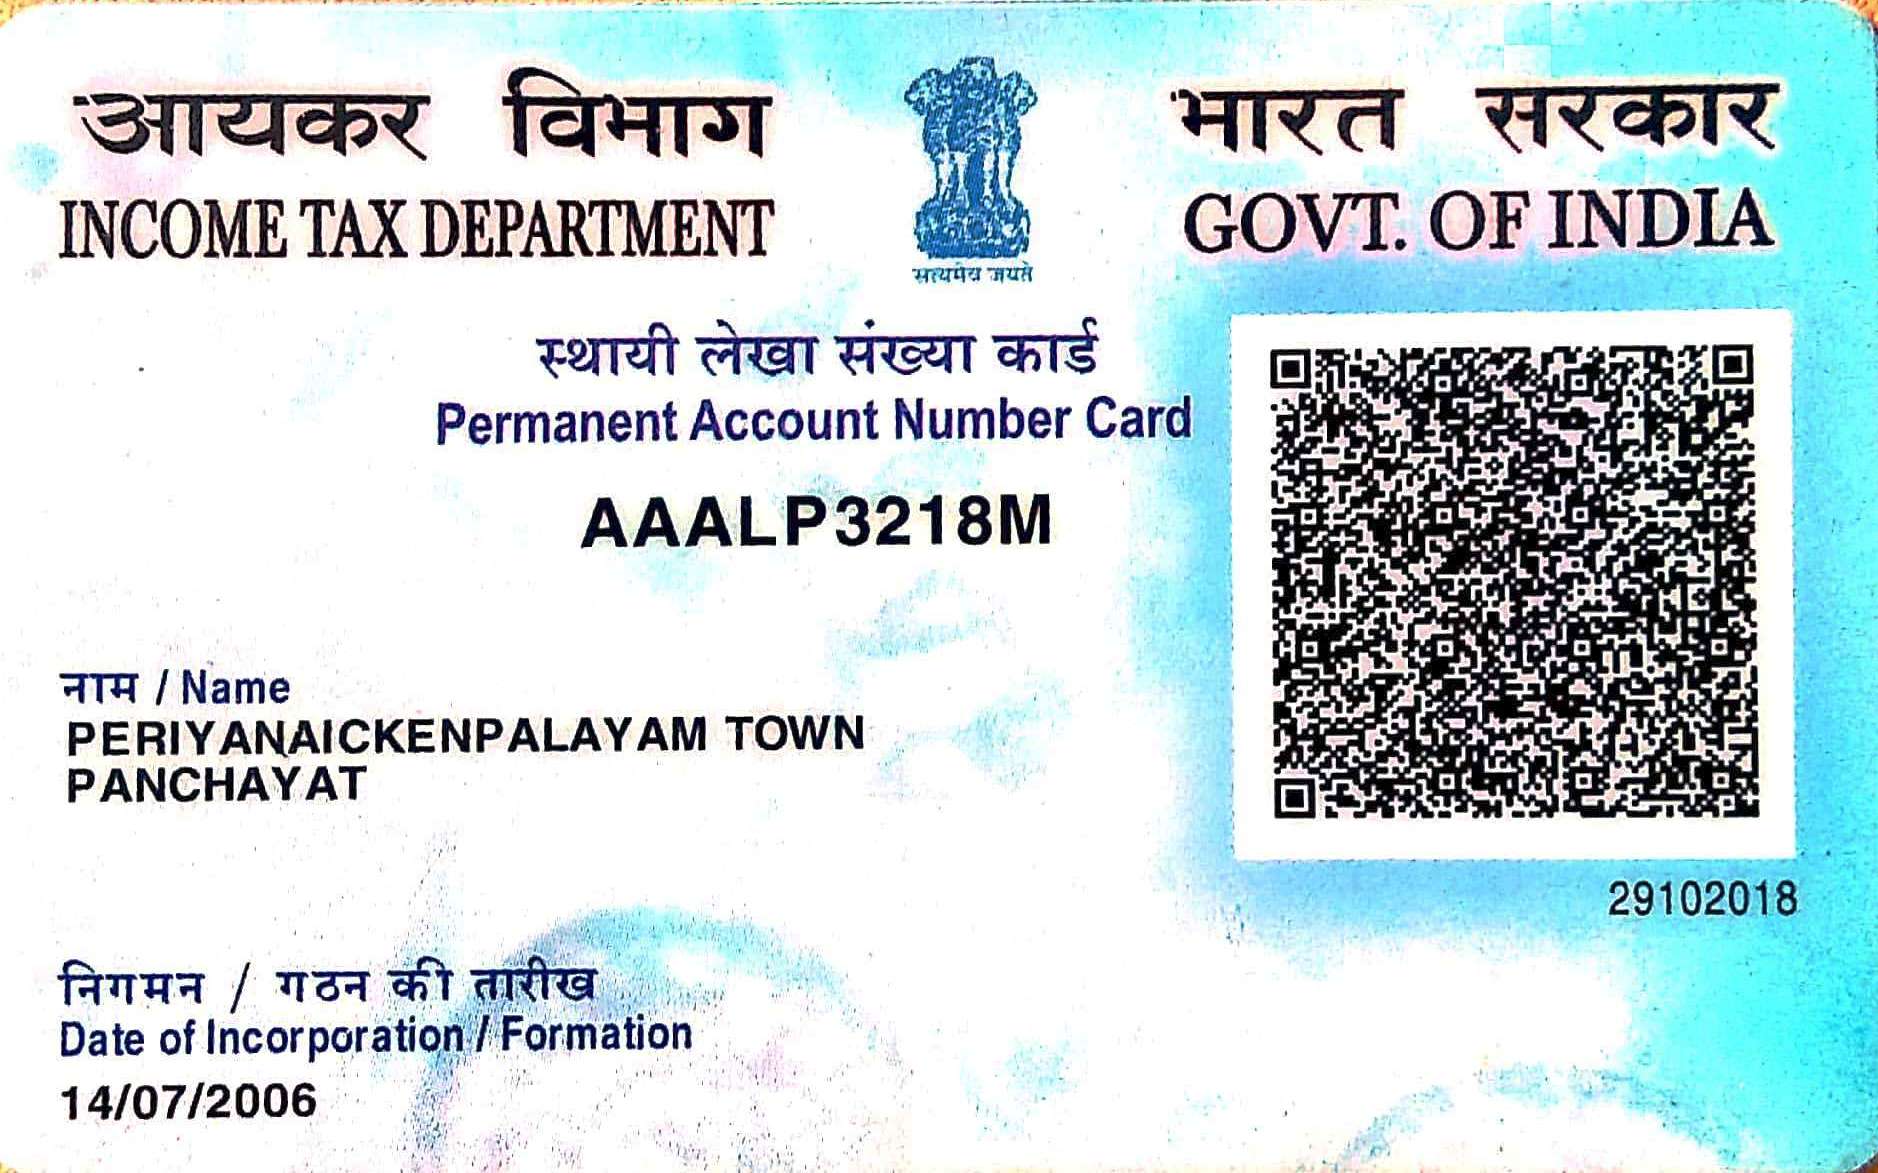 आयकर विभाग
INCOME TAX DEPARTMENT
सत्यमेव जयते
भारत सरकार
GOVT. OF INDIA
स्थायी लेखा संख्या कार्ड
Permanent Account Number Card
AAALP3218M
नाम / Name
PERIYANAICKENPALAYAM TOWN
PANCHAYAT
29102018
निगमन / गठन की तारीख
Date of Incorporation / Formation
14/07/2006